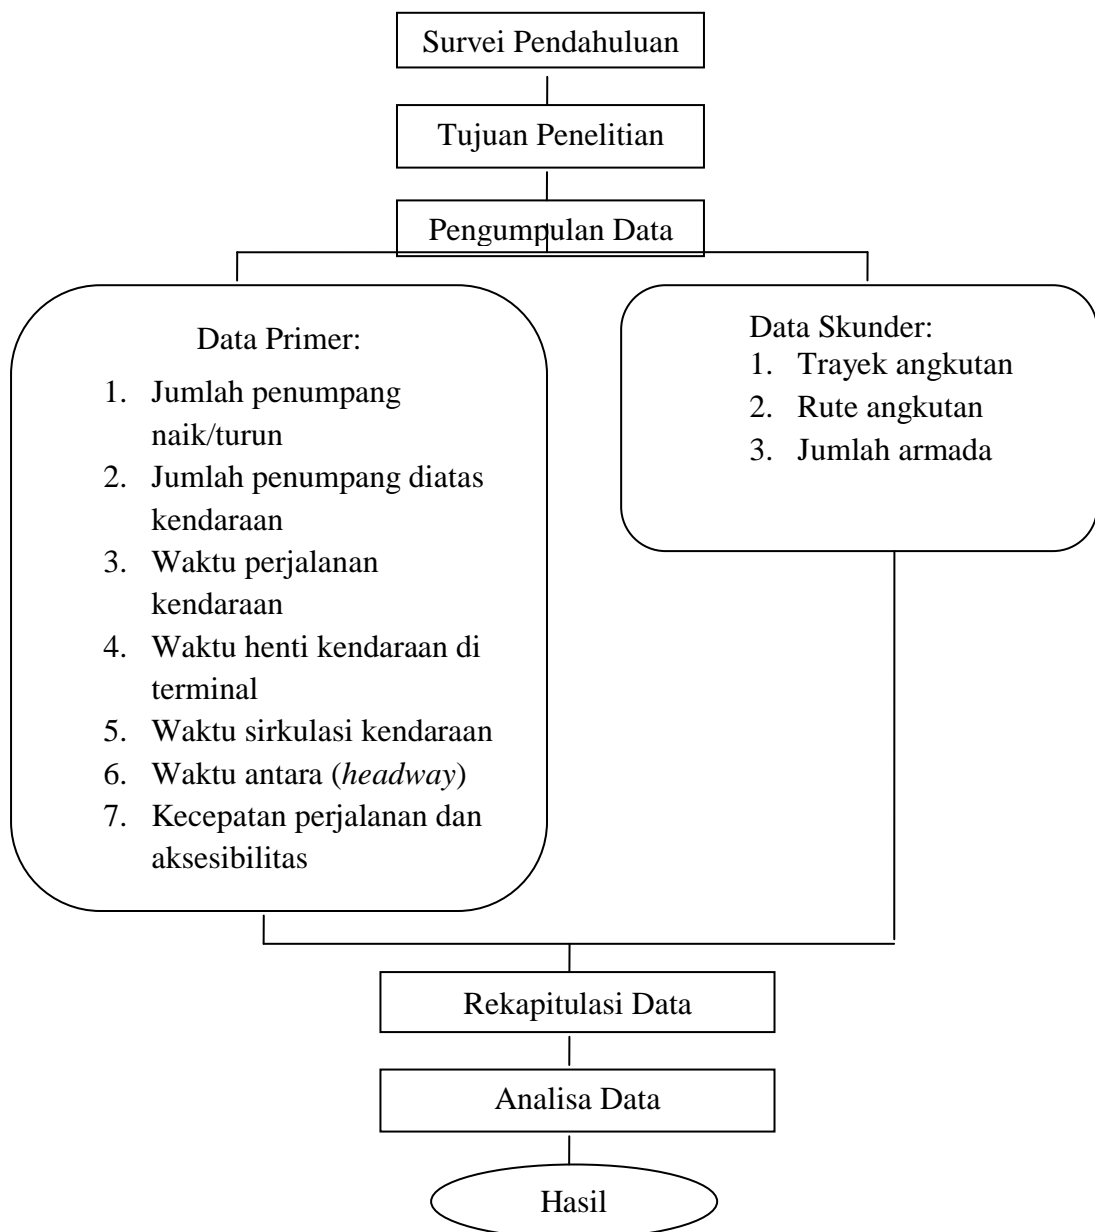 Survei Pendahuluan
Tujuan Penelitian
Pengumpulan Data
Data Primer:
1. Jumlah penumpang
naik/turun
2. Jumlah penumpang diatas
kendaraan
3. Waktu perjalanan
kendaraan
4. Waktu henti kendaraan di
terminal
5. Waktu sirkulasi kendaraan
6. Waktu antara (headway)
7. Kecepatan perjalanan dan
aksesibilitas
Data Skunder:
1. Trayek angkutan
2. Rute angkutan
3. Jumlah armada
Rekapitulasi Data
Analisa Data
Hasil